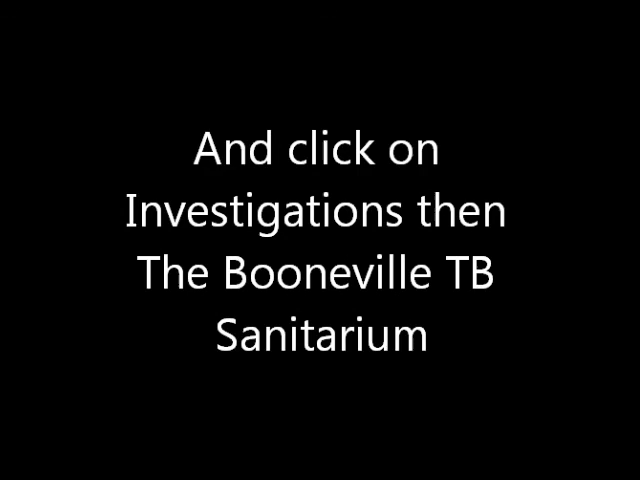 And click on
Investigations then
The Booneville TB
Sanitarium